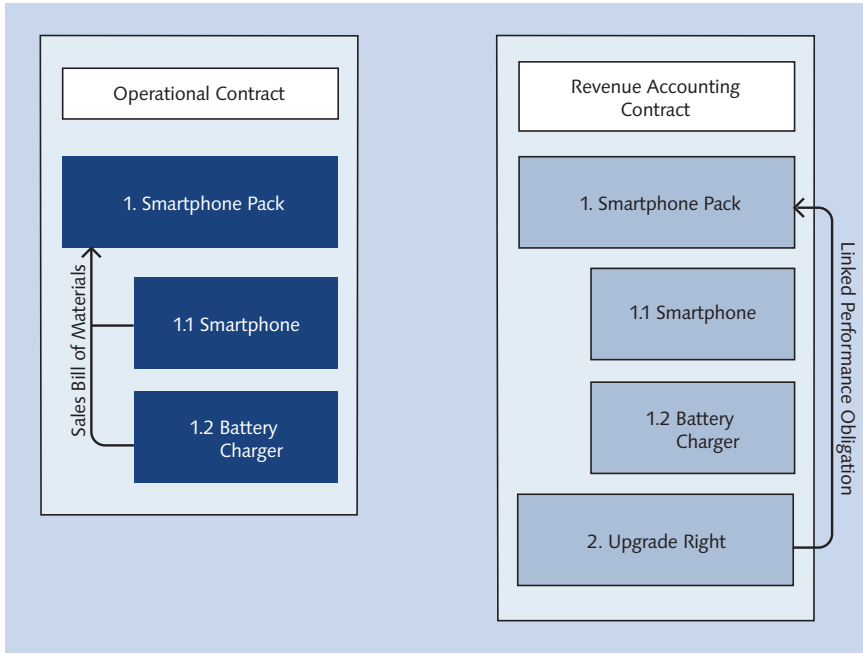 Operational Contract
1. Smartphone Pack
Sales Bill of Materials
1.1 Smartphone
1.2 Battery
Charger
Revenue Accounting
Contract
1. Smartphone Pack
1.1 Smartphone
1.2 Battery
Charger
2. Upgrade Right
Linked Performance Obligation